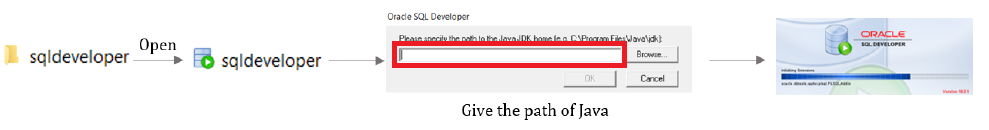 sqldeveloper
Open
sqldeveloper
Oracle SQL Developer
Please specify the path to the Java JDK home (e.g. C:\Program Files\Java\jdk):
Browse...
OK
Cancel
Give the path of Java
ORACLE
SQL DEVELOPER